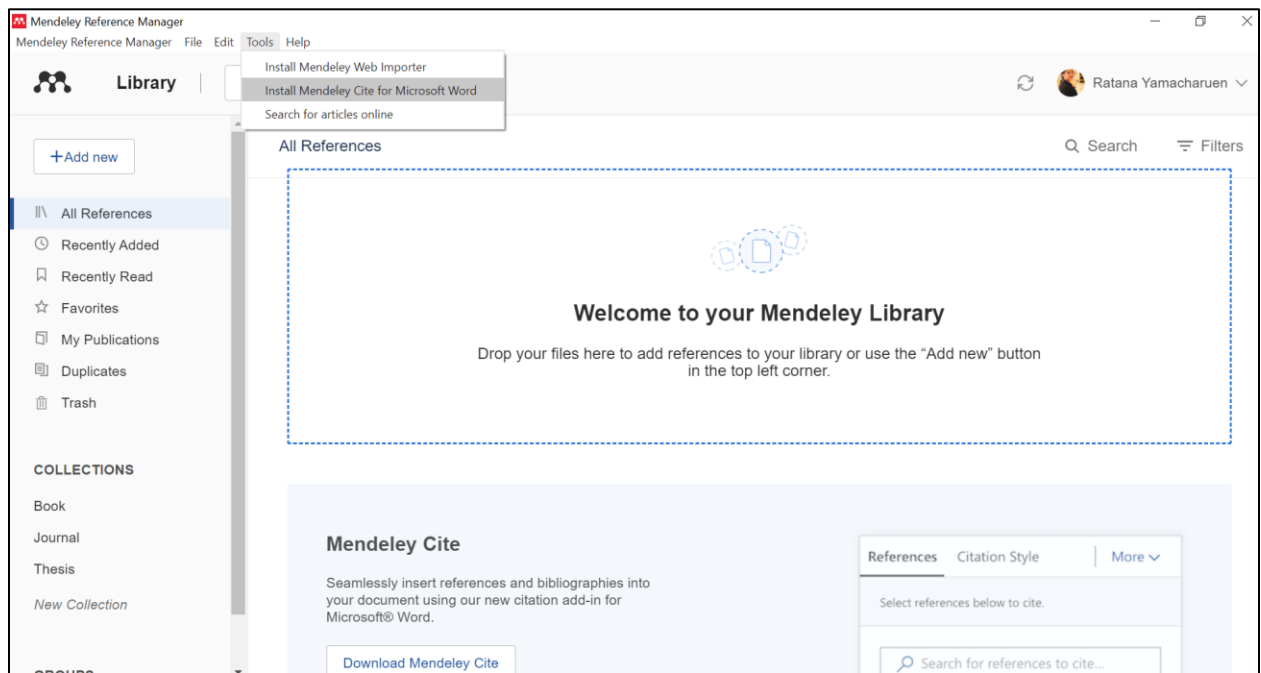 Mendeley Reference Manager
Mendeley Reference Manager File Edit Tools Help
Install Mendeley Web Importer
Install Mendeley Cite for Microsoft Word
Search for articles online
Library
Ratana Yamacharuen
+Add new
All References
Recently Added
Recently Read
Favorites
My Publications
Duplicates
Trash
COLLECTIONS
Book
Journal
Thesis
New Collection
GROUPS
All References
Search Filters
Welcome to your Mendeley Library
Drop your files here to add references to your library or use the “Add new” button
in the top left corner.
Mendeley Cite
Seamlessly insert references and bibliographies into
your document using our new citation add-in for
Microsoft® Word.
Download Mendeley Cite
References Citation Style More
Select references below to cite.
Search for references to cite...